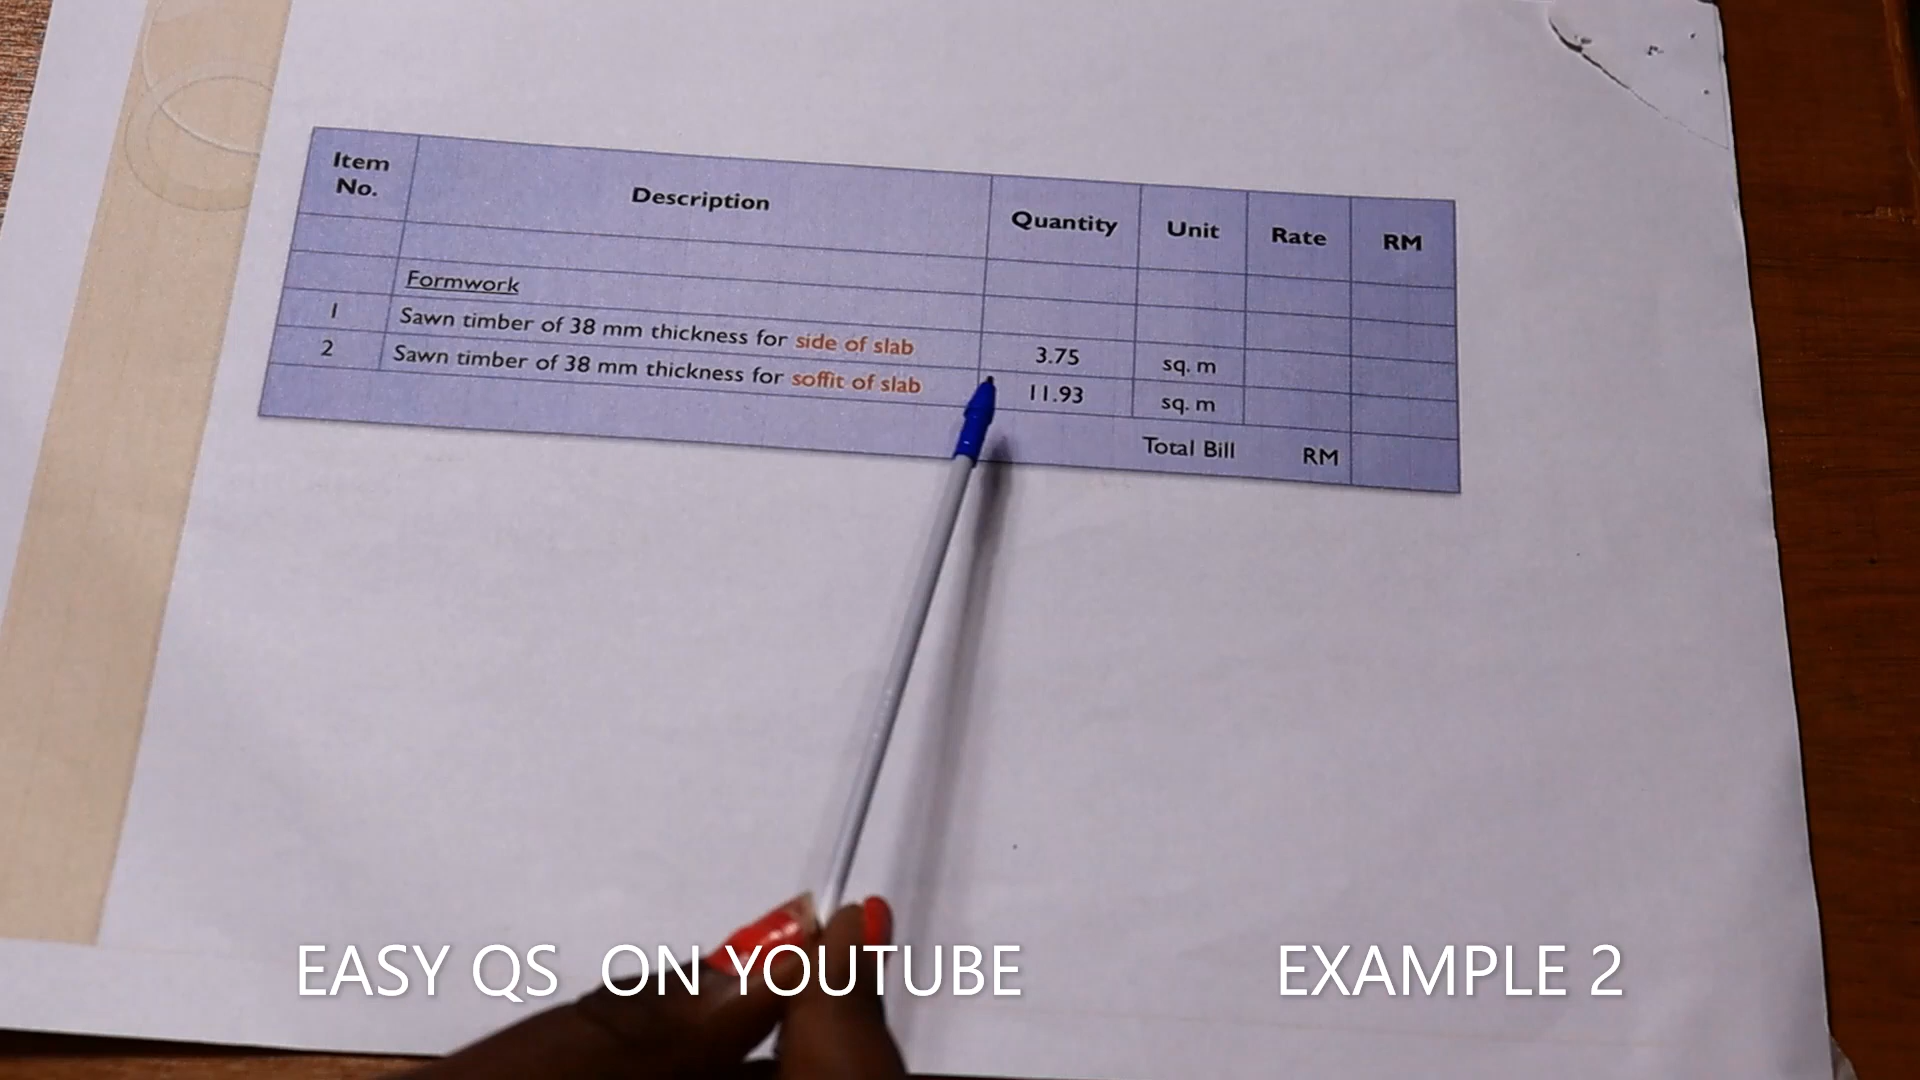 Item No. Description Quantity Unit Rate RM
Formwork
1 Sawn timber of 38 mm thickness for side of slab 3.75 sq. m
2 Sawn timber of 38 mm thickness for soffit of slab 11.93 sq. m
Total Bill RM
EASY QS ON YOUTUBE EXAMPLE 2